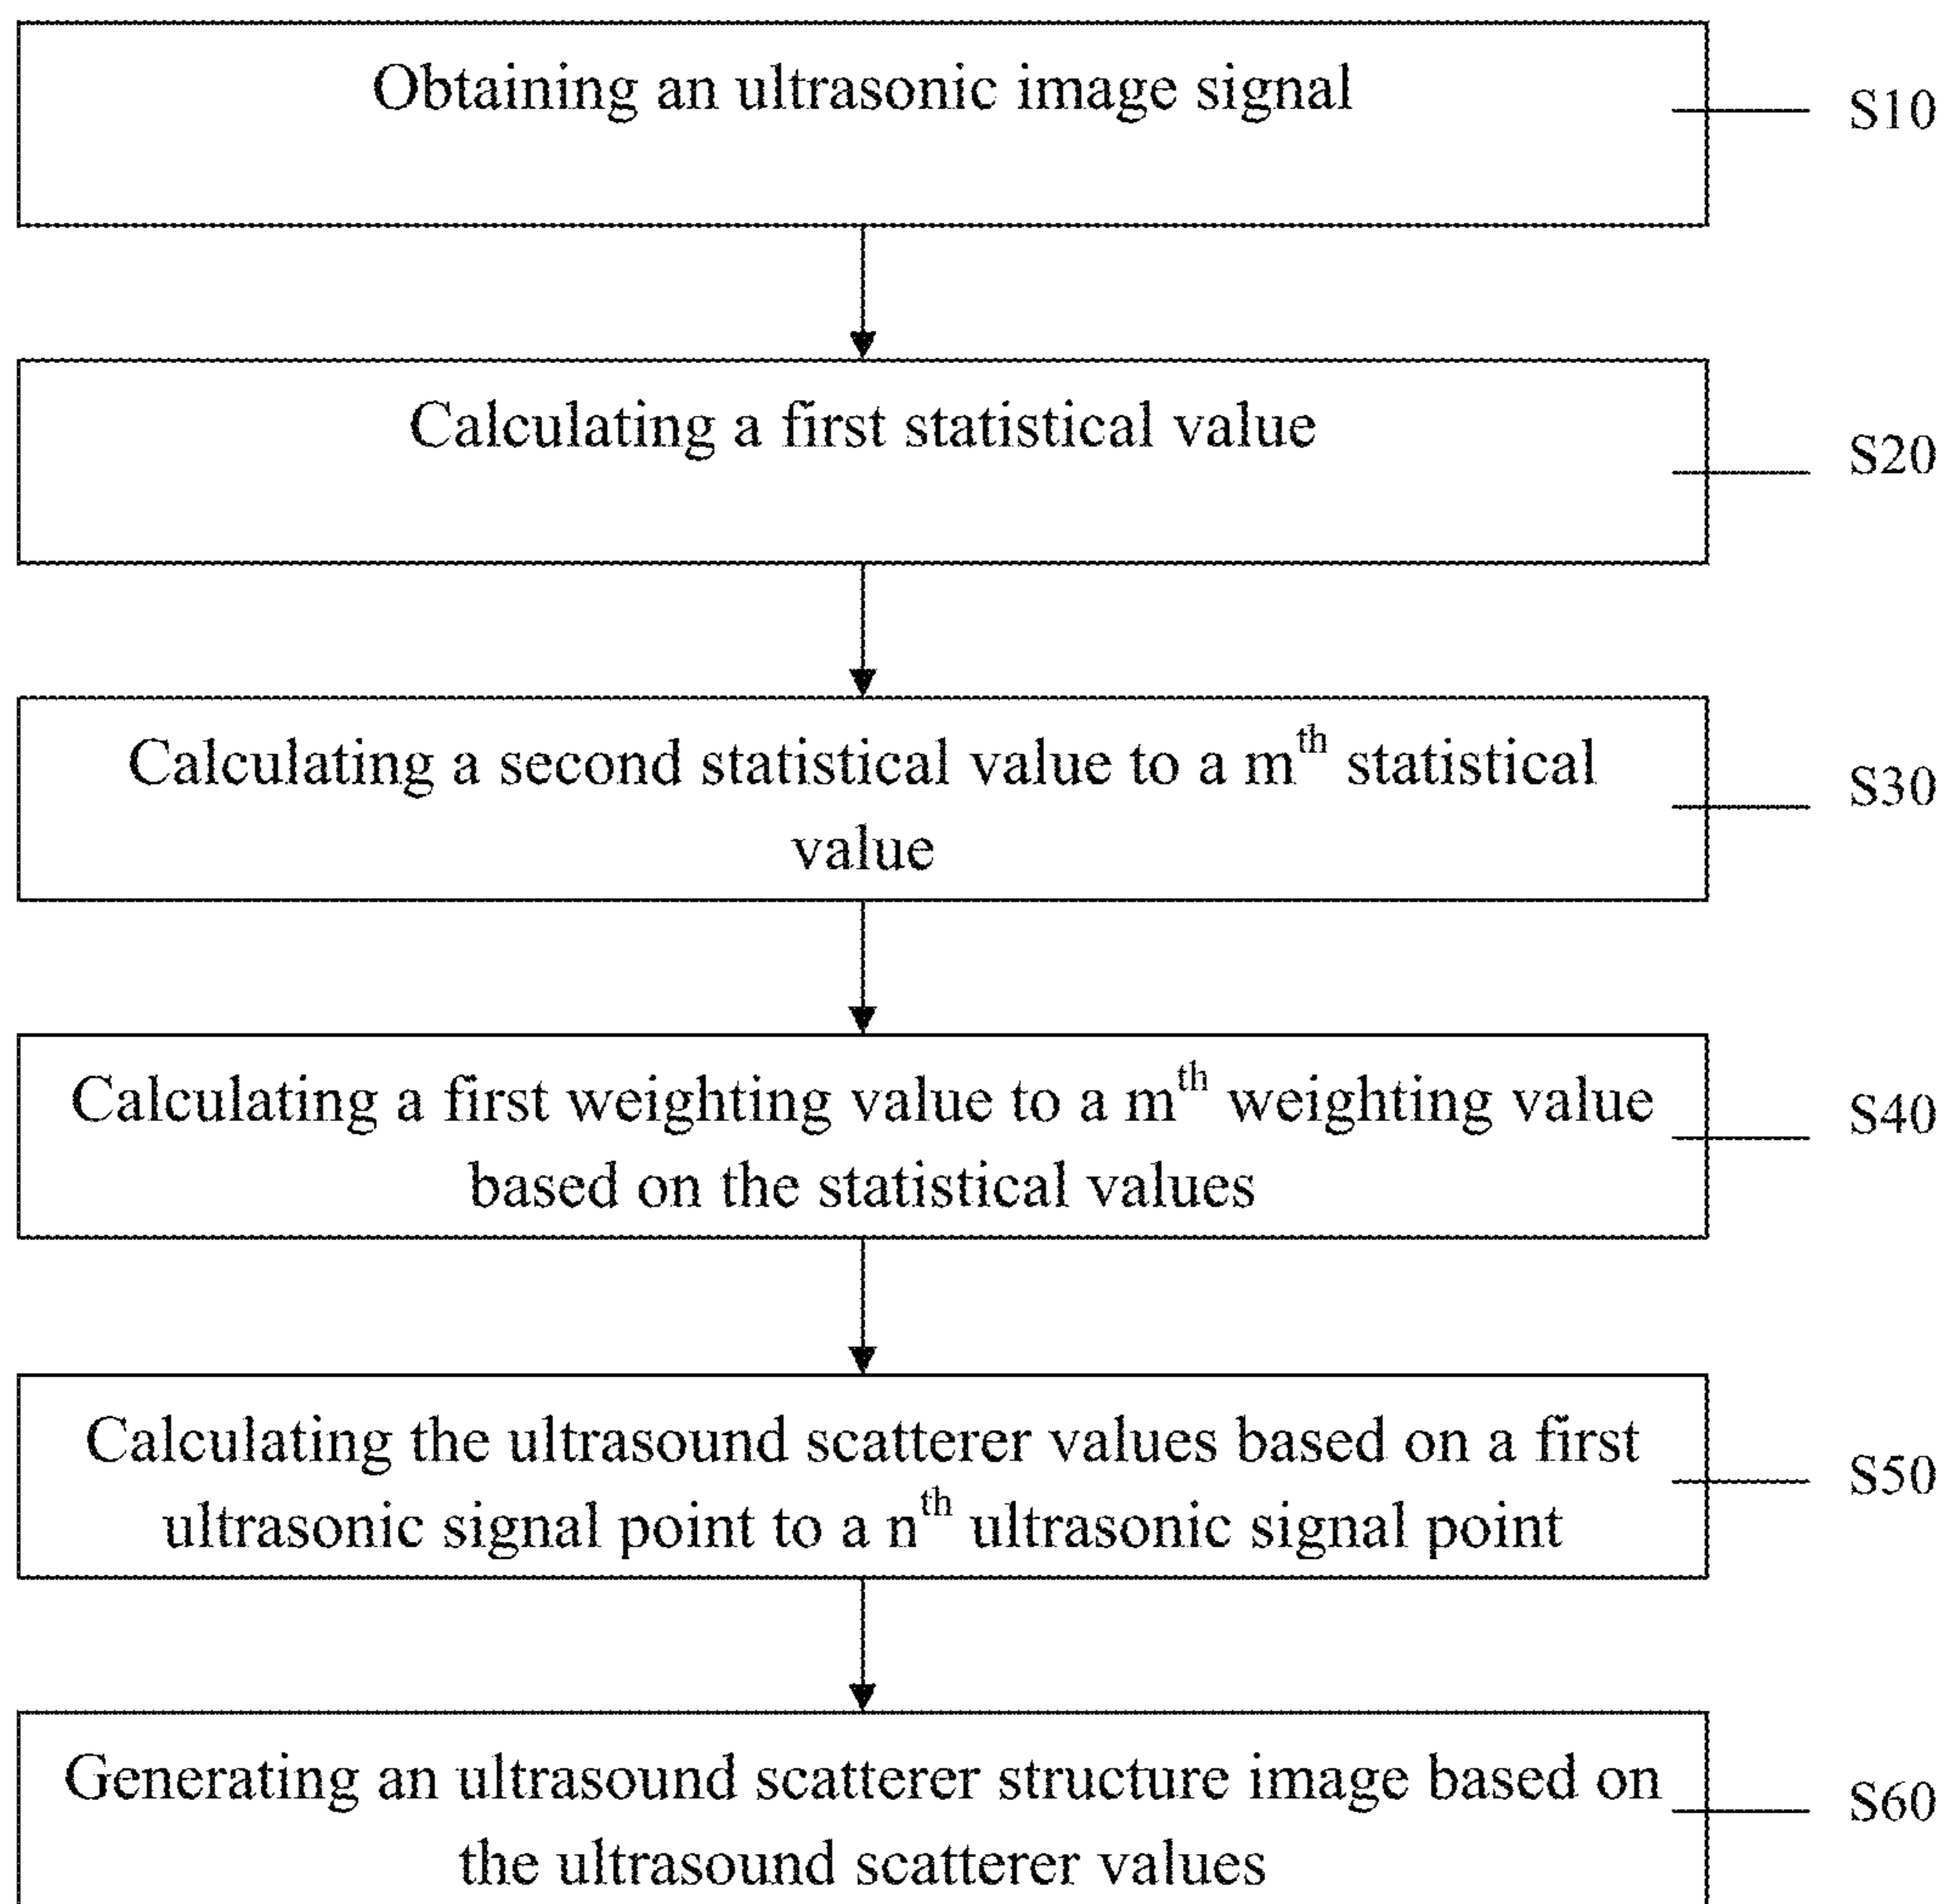 Obtaining an ultrasonic image signal
S10
Calculating a first statistical value
S20
Calculating a second statistical value to a mth statistical
value
S30
Calculating a first weighting value to a mth weighting value
based on the statistical values
S40
Calculating the ultrasound scatterer values based on a first
ultrasonic signal point to a nth ultrasonic signal point
S50
Generating an ultrasound scatterer structure image based on
the ultrasound scatterer values
S60